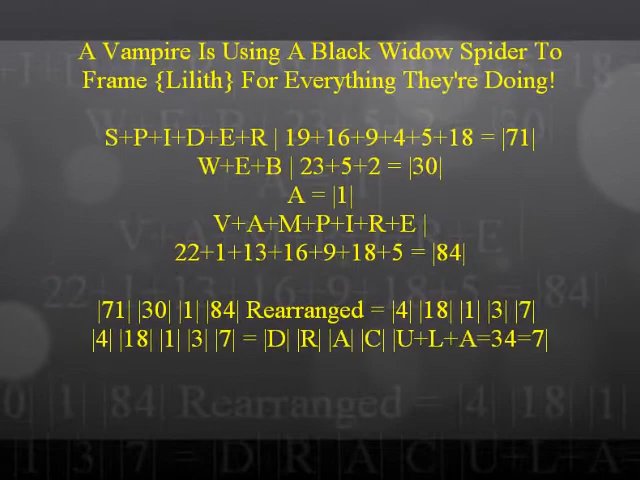 A Vampire Is Using A Black Widow Spider To
Frame {Lilith} For Everything They're Doing!
S+P+I+D+E+R | 19+16+9+4+5+18 = |71|
W+E+B | 23+5+2 = |30|
A = |1|
V+A+M+P+I+R+E |
22+1+13+16+9+18+5 = |84|
|71| |30| |1| |84| Rearranged = |4| |18| |1| |3| |7|
|4| |18| |1| |3| |7| = |D| |R| |A| |C| |U+L+A=34=7|